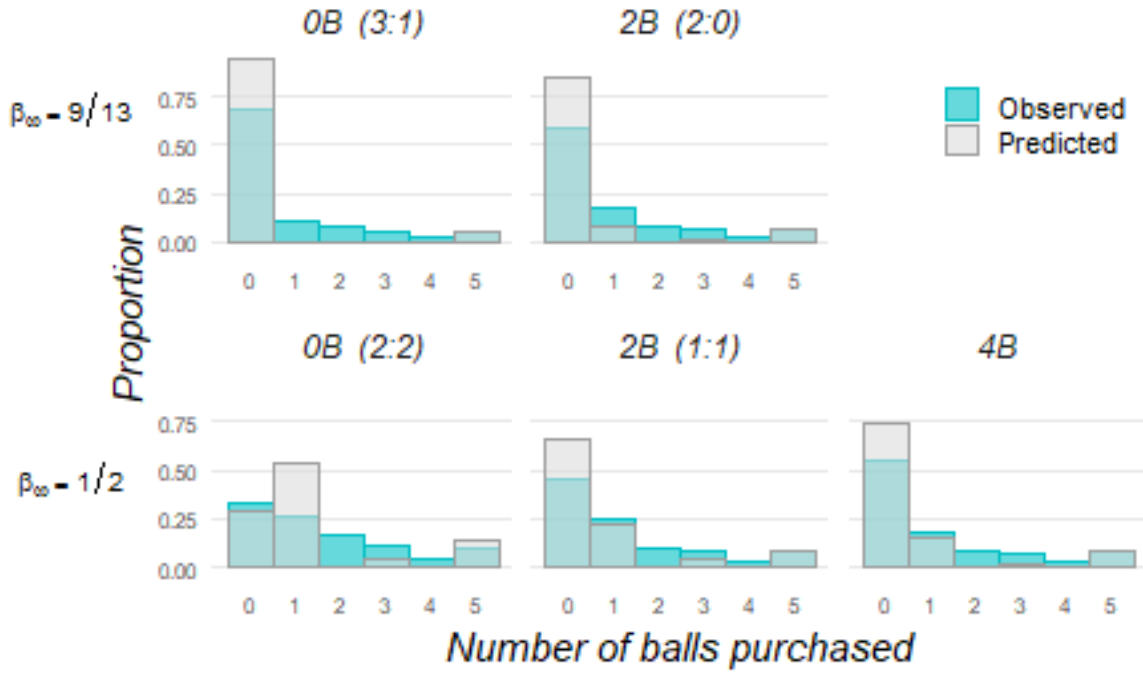 0B (3:1)
2B (2:0)
β∞ = 9/13
0.75
0.50
0.25
0.00
0 1 2 3 4 5
0 1 2 3 4 5
Observed
Predicted
Proportion
0B (2:2)
2B (1:1)
4B
β∞ = 1/2
0.75
0.50
0.25
0.00
0 1 2 3 4 5
0 1 2 3 4 5
0 1 2 3 4 5
Number of balls purchased